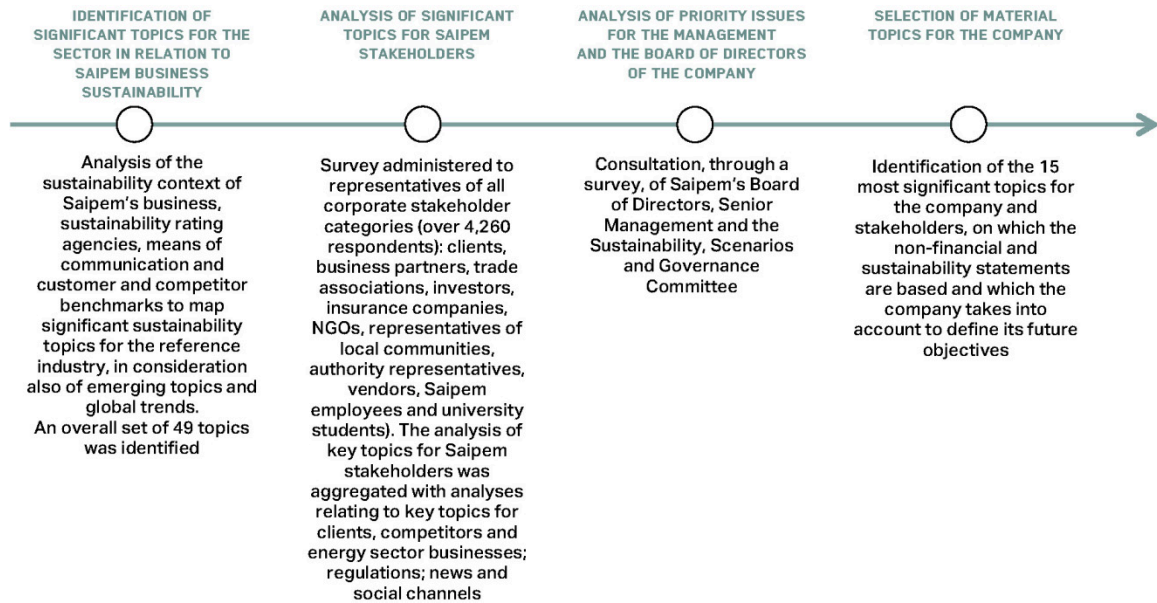 IDENTIFICATION OF
SIGNIFICANT TOPICS FOR THE
SECTOR IN RELATION TO
SAIPEM BUSINESS
SUSTAINABILITY
Analysis of the
sustainability context of
Saipem's business,
sustainability rating
agencies, means of
communication and
customer and competitor
benchmarks to map
significant sustainability
topics for the reference
industry, in consideration
also of emerging topics and
global trends.
An overall set of 49 topics
was identified
ANALYSIS OF SIGNIFICANT
TOPICS FOR SAIPEM
STAKEHOLDERS
Survey administered to
representatives of all
corporate stakeholder
categories (over 4,260
respondents): clients,
business partners, trade
associations, investors,
insurance companies,
NGOs, representatives of
local communities,
authority representatives,
vendors, Saipem
employees and university
students). The analysis of
key topics for Saipem
stakeholders was
aggregated with analyses
relating to key topics for
clients, competitors and
energy sector businesses;
regulations; news and
social channels
ANALYSIS OF PRIORITY ISSUES
FOR THE MANAGEMENT
AND THE BOARD OF DIRECTORS
OF THE COMPANY
Consultation, through a
survey, of Saipem's Board
of Directors, Senior
Management and the
Sustainability, Scenarios
and Governance
Committee
SELECTION OF MATERIAL
TOPICS FOR THE COMPANY
Identification of the 15
most significant topics for
the company and
stakeholders, on which the
non-financial and
sustainability statements
are based and which the
company takes into
account to define its future
objectives